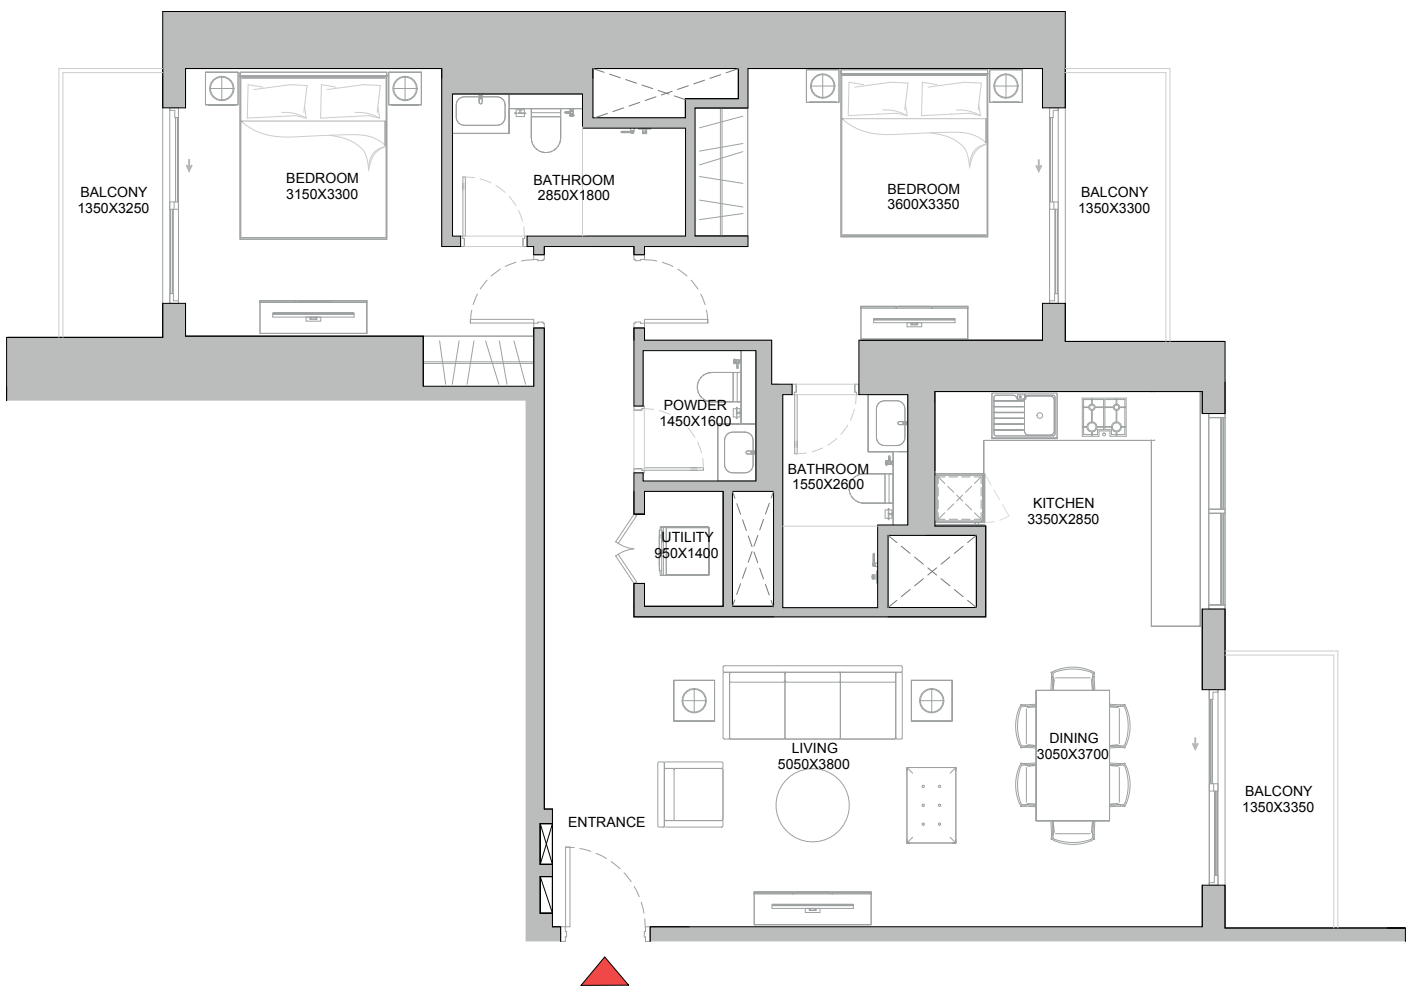 BEDROOM
3150X3300
BATHROOM
2850X1800
BEDROOM
3600X3350
BALCONY
1350X3250
BALCONY
1350X3300
POWDER
1450X1600
BATHROOM
1550X2600
KITCHEN
3350X2850
UTILITY
950X1400
LIVING
5050X3800
DINING
3050X3700
BALCONY
1350X3350
ENTRANCE